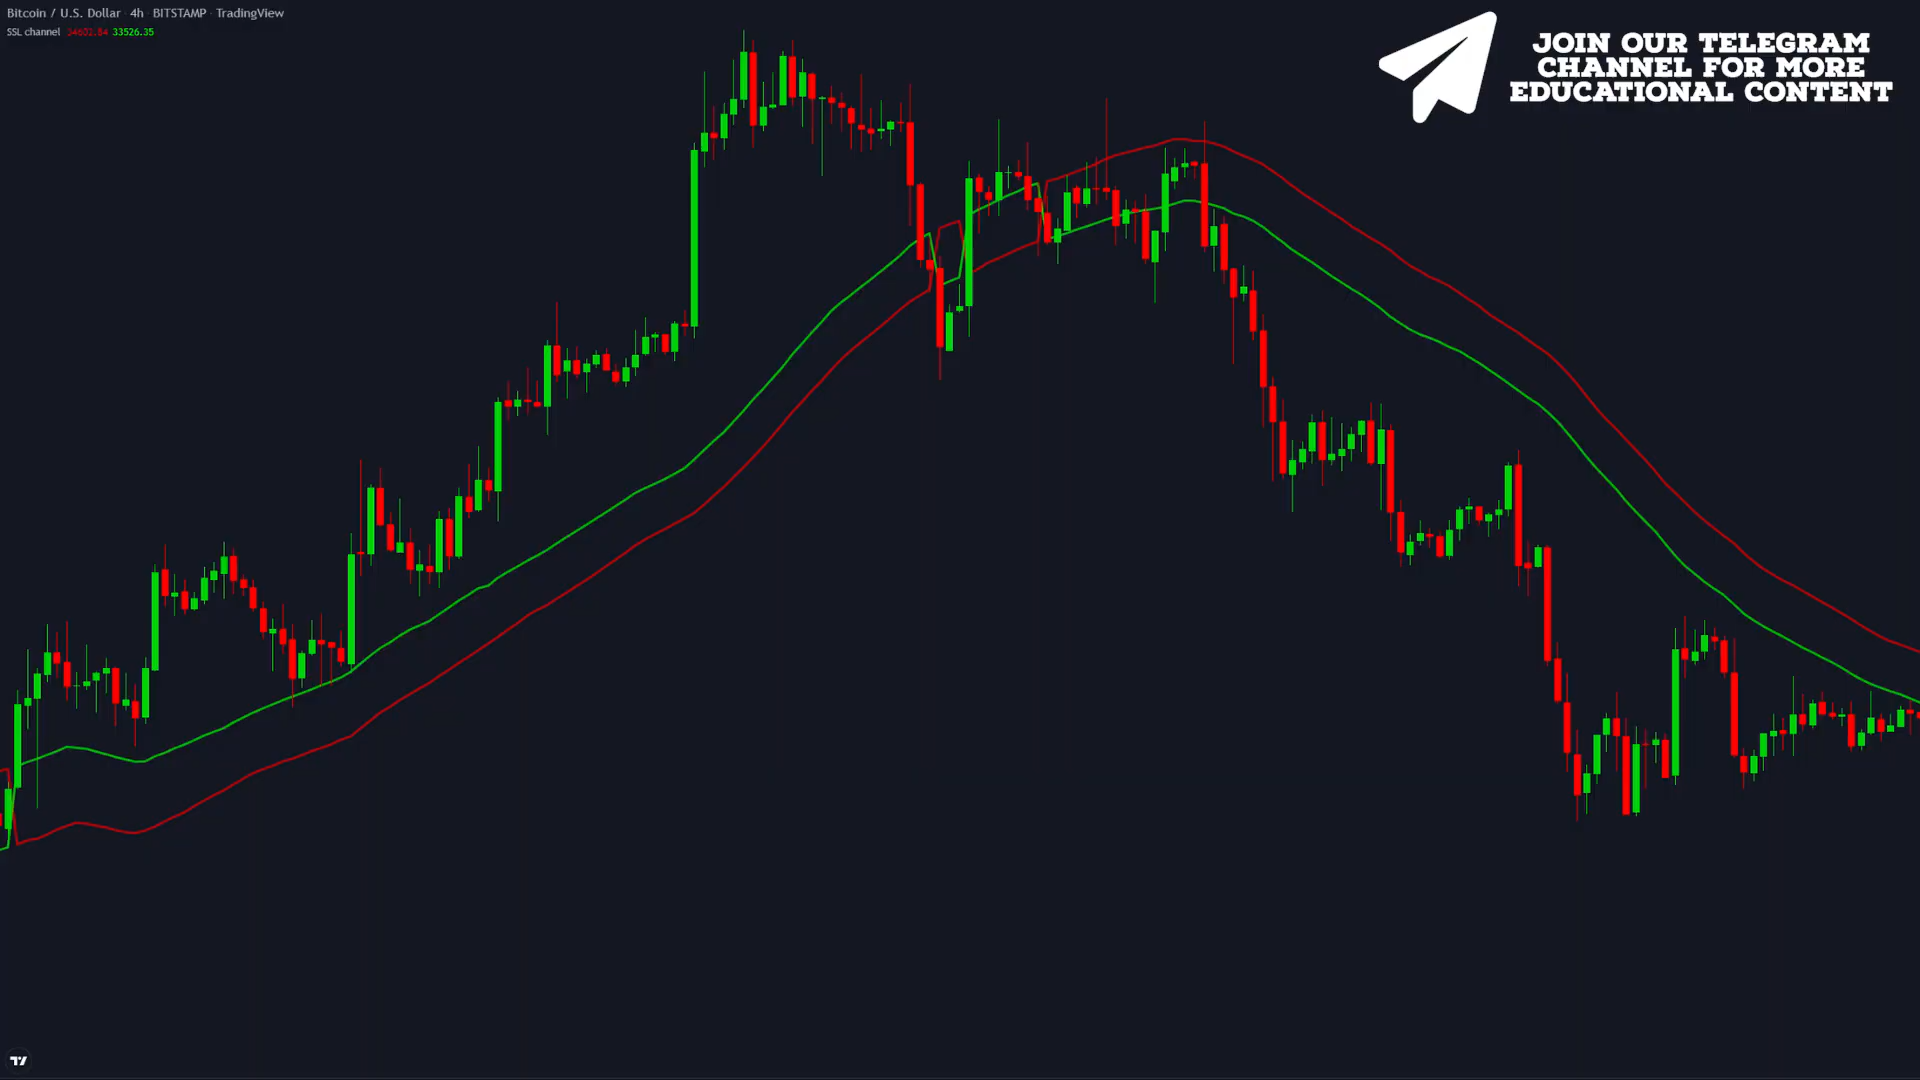 Bitcoin / U.S. Dollar 4h BITSTAMP TradingView
SSL channel 34602.84 33526.35
JOIN OUR TELEGRAM
CHANNEL FOR MORE
EDUCATIONAL CONTENT